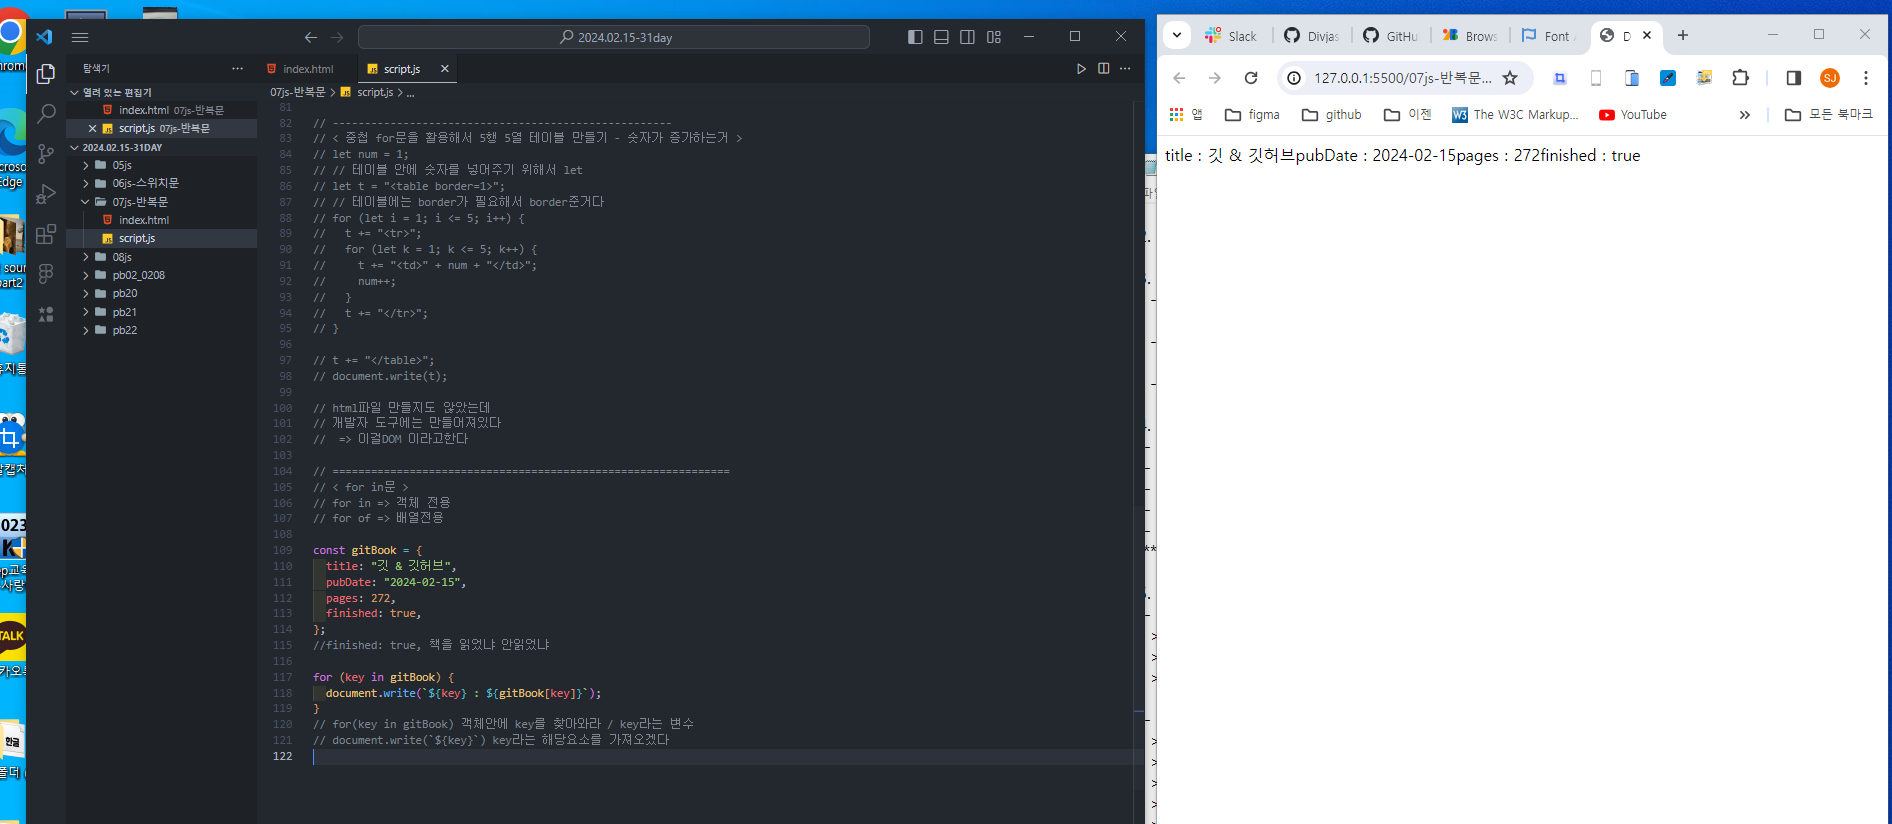 2024.02.15-31day
탐색기
index.html
script.js
열려 있는 편집기
index.html 07js-반복문
script.js 07js-반복문
2024.02.15-31DAY
05js
06js-스위치문
07js-반복문
index.html
script.js
08js
pb02_0208
pb20
pb21
pb22
07js-반복문 > script.js > ...
81
82 // -----------------------------------------------------
83 // < 중첩 for문을 활용해서 5행 5열 테이블 만들기 - 숫자가 증가하는거 >
84 // let num = 1;
85 // // 테이블 안에 숫자를 넣어주기 위해서 let
86 // let t = "<table border=1>";
87 // // 테이블에는 border가 필요해서 border준거다
88 // for (let i = 1; i <= 5; i++) {
89 //   t += "<tr>";
90 //   for (let k = 1; k <= 5; k++) {
91 //     t += "<td>" + num + "</td>";
92 //     num++;
93 //   }
94 //   t += "</tr>";
95 // }
96
97 // t += "</table>";
98 // document.write(t);
99
100 // html파일 만들지도 않았는데
101 // 개발자 도구에는 만들어져있다
102 //  => 이걸DOM 이라고한다
103
104 // ==============================================================
105 // < for in문 >
106 // for in => 객체 전용
107 // for of => 배열전용
108
109 const gitBook = {
110   title: "깃 & 깃허브",
111   pubDate: "2024-02-15",
112   pages: 272,
113   finished: true,
114 };
115 //finished: true, 책을 읽었냐 안읽었냐
116
117 for (key in gitBook) {
118   document.write(`${key} : ${gitBook[key]}`);
119 }
120 // for(key in gitBook) 객체안에 key를 찾아와라 / key라는 변수
121 // document.write(`${key}`) key라는 해당요소를 가져오겠다
122
Slack
Divjas
GitHu
Brows
Font
D
127.0.0.1:5500/07js-반복문...
SJ
앱
figma
github
이젠
The W3C Markup...
YouTube
모든 북마크
title : 깃 & 깃허브pubDate : 2024-02-15pages : 272finished : true